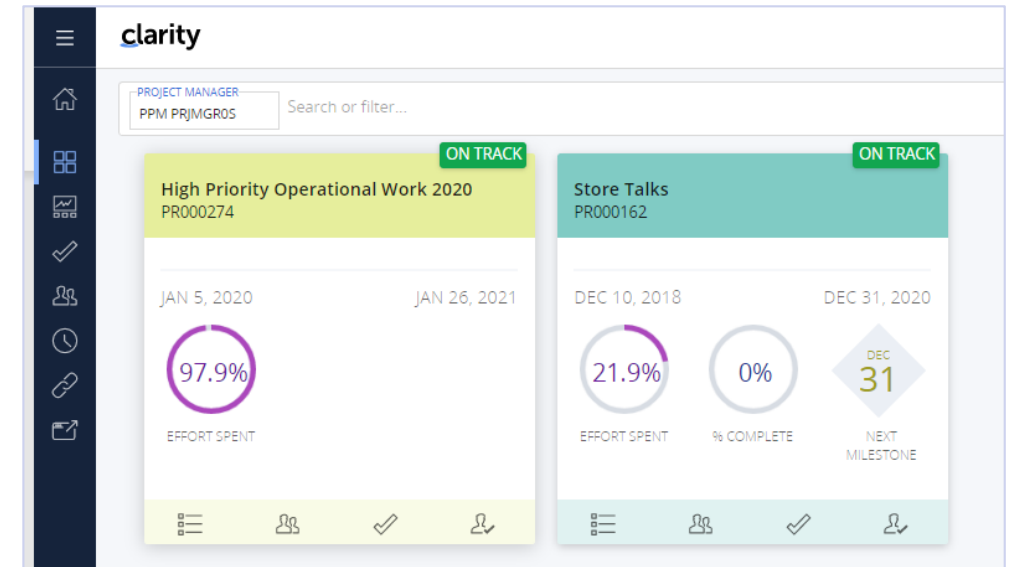 clarity
PROJECT MANAGER
PPM PRJMGR0S
Search or filter...
ON TRACK
High Priority Operational Work 2020
PR000274
JAN 5, 2020
JAN 26, 2021
97.9%
EFFORT SPENT
ON TRACK
Store Talks
PR000162
DEC 10, 2018
DEC 31, 2020
21.9%
0%
DEC
31
EFFORT SPENT
% COMPLETE
NEXT
MILESTONE